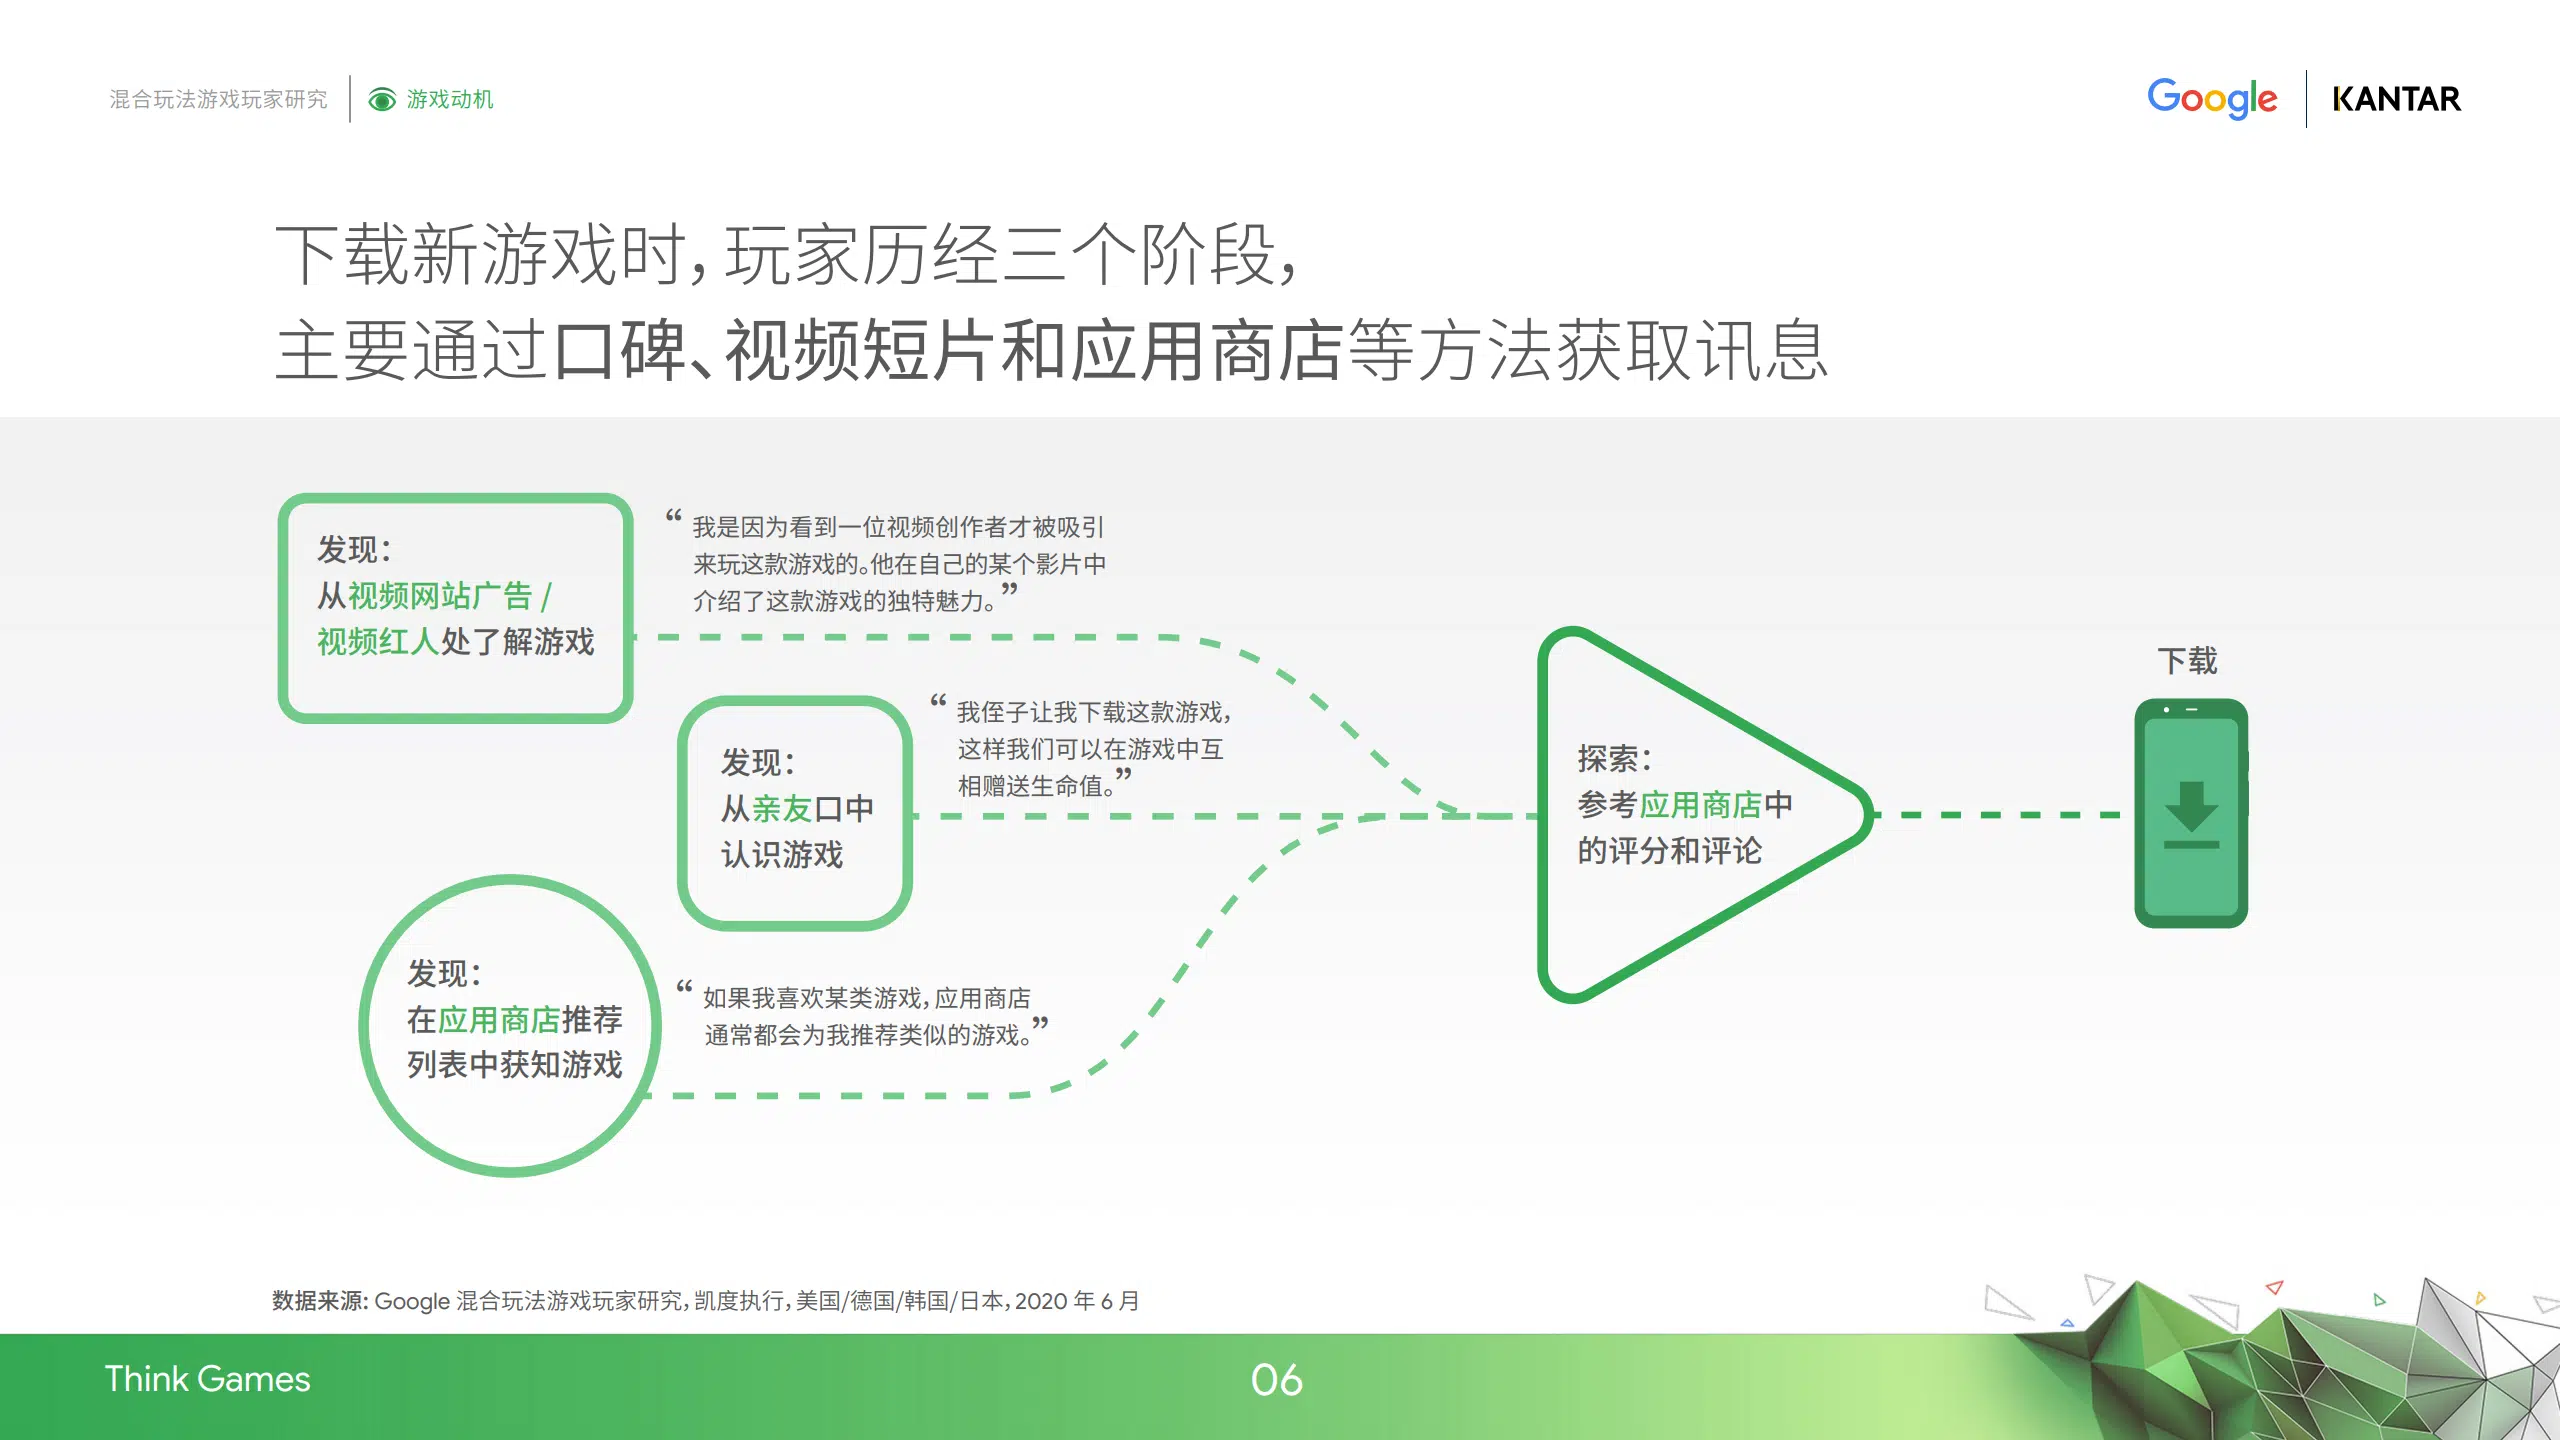 混合玩法游戏玩家研究
游戏动机
Google
KANTAR
下载新游戏时，玩家历经三个阶段，
主要通过口碑、视频短片和应用商店等方法获取讯息
发现：
从视频网站广告 /
视频红人处了解游戏
“我是因为看到一位视频创作者才被吸引
来玩这款游戏的。他在自己的某个影片中
介绍了这款游戏的独特魅力。”
发现：
从亲友口中
认识游戏
“我侄子让我下载这款游戏，
这样我们可以在游戏中互
相赠送生命值。”
发现：
在应用商店推荐
列表中获知游戏
“如果我喜欢某类游戏，应用商店
通常都会为我推荐类似的游戏。”
探索：
参考应用商店中
的评分和评论
下载
数据来源: Google 混合玩法游戏玩家研究，凯度执行，美国/德国/韩国/日本，2020 年 6 月
Think Games
06